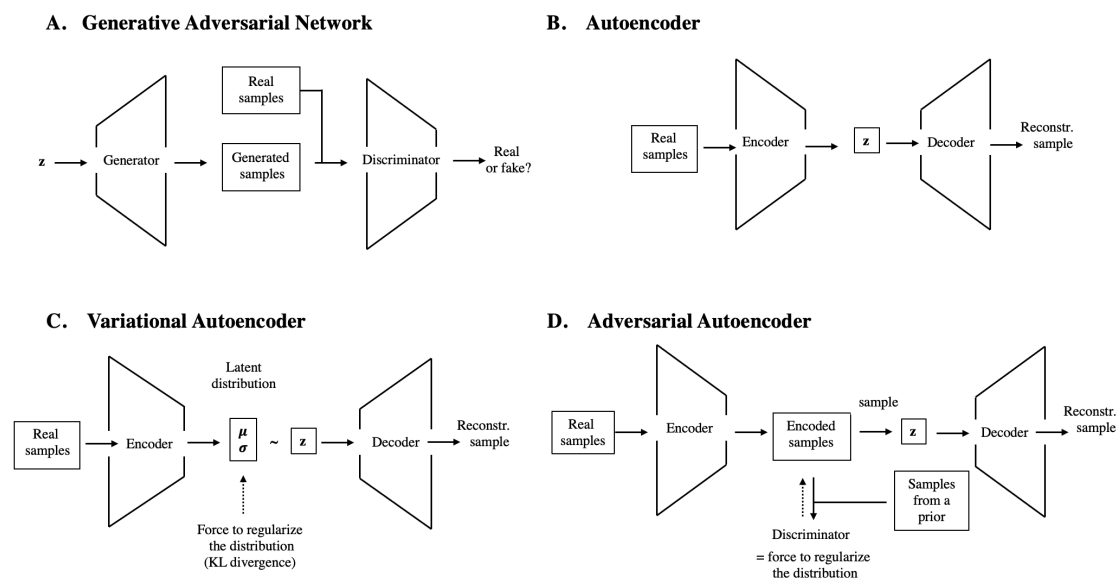 A. Generative Adversarial Network
Real
samples
z
Generator
Generated
samples
Discriminator
Real
or fake?
B. Autoencoder
Real
samples
Encoder
z
Decoder
Reconstr.
sample
C. Variational Autoencoder
Latent
distribution
Real
samples
Encoder
μ
σ
~
z
Decoder
Reconstr.
sample
Force to regularize
the distribution
(KL divergence)
D. Adversarial Autoencoder
Real
samples
Encoder
Encoded
samples
sample
z
Decoder
Reconstr.
sample
Samples
from a
prior
Discriminator
= force to regularize
the distribution